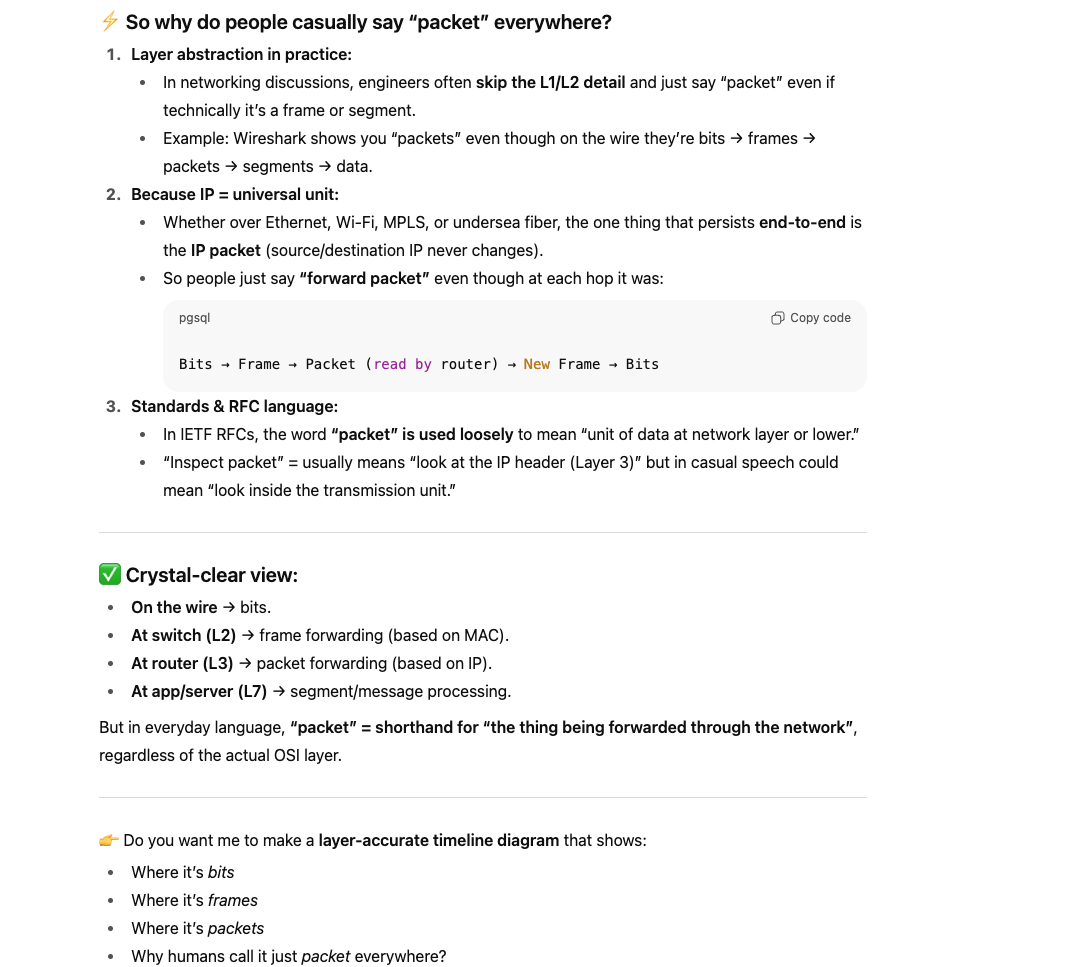 ⚡ So why do people casually say “packet” everywhere?
1. Layer abstraction in practice:
• In networking discussions, engineers often skip the L1/L2 detail and just say “packet” even if
technically it’s a frame or segment.
• Example: Wireshark shows you “packets” even though on the wire they’re bits → frames →
packets → segments → data.
2. Because IP = universal unit:
• Whether over Ethernet, Wi-Fi, MPLS, or undersea fiber, the one thing that persists end-to-end is
the IP packet (source/destination IP never changes).
• So people just say “forward packet” even though at each hop it was:
pgsql Copy code
Bits → Frame → Packet (read by router) → New Frame → Bits
3. Standards & RFC language:
• In IETF RFCs, the word “packet” is used loosely to mean “unit of data at network layer or lower.”
• “Inspect packet” = usually means “look at the IP header (Layer 3)” but in casual speech could
mean “look inside the transmission unit.”
✅ Crystal-clear view:
• On the wire → bits.
• At switch (L2) → frame forwarding (based on MAC).
• At router (L3) → packet forwarding (based on IP).
• At app/server (L7) → segment/message processing.
But in everyday language, “packet” = shorthand for “the thing being forwarded through the network”,
regardless of the actual OSI layer.
👉 Do you want me to make a layer-accurate timeline diagram that shows:
• Where it’s bits
• Where it’s frames
• Where it’s packets
• Why humans call it just packet everywhere?